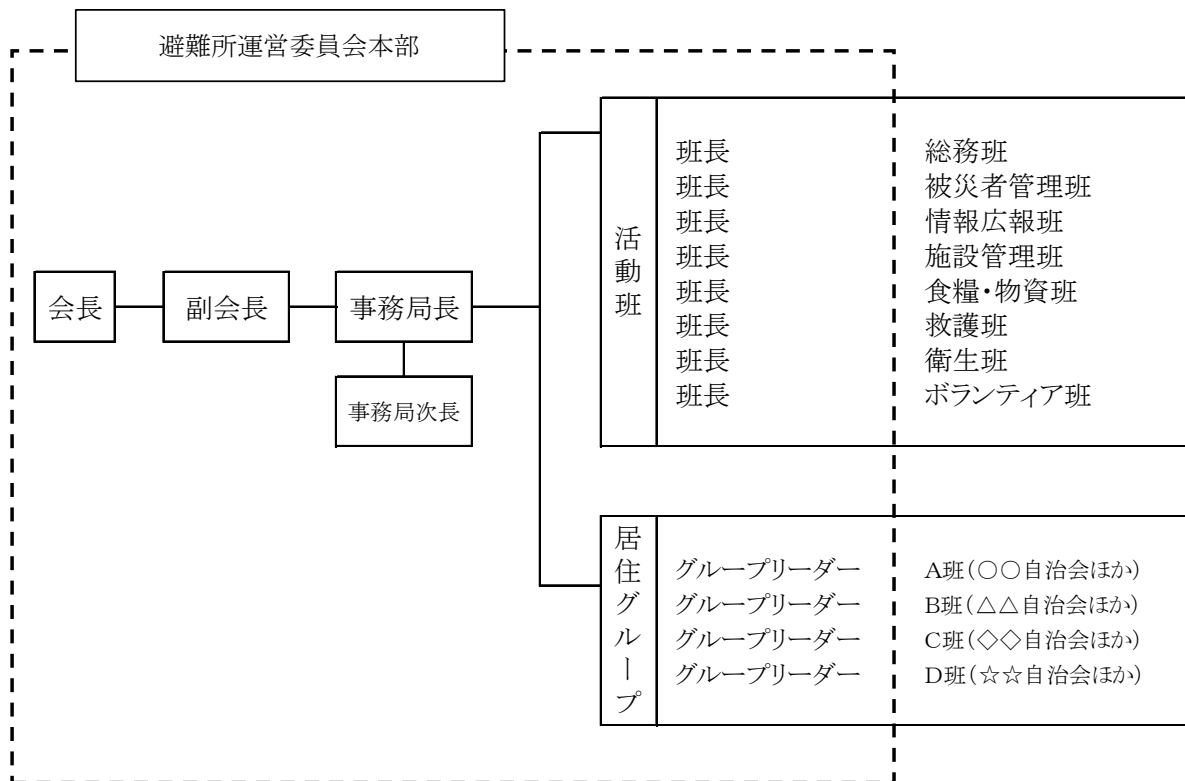 避難所運営委員会本部
会長
副会長
事務局長
事務局次長
活動班
班長 総務班
班長 被災者管理班
班長 情報広報班
班長 施設管理班
班長 食糧・物資班
班長 救護班
班長 衛生班
班長 ボランティア班
居住グループ
グループリーダー A班(○○自治会ほか)
グループリーダー B班(△△自治会ほか)
グループリーダー C班(◇◇自治会ほか)
グループリーダー D班(☆☆自治会ほか)